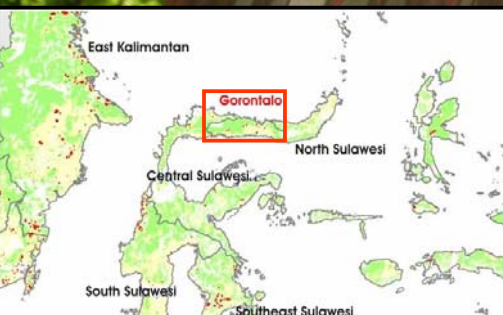 East Kalimantan
Gorontalo
North Sulawesi
Central Sulawesi
South Sulawesi
Southeast Sulawesi